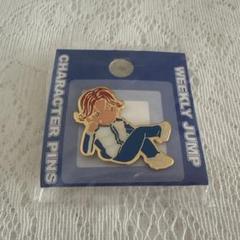 CHARACTER PINS
WEEKLY JUMP